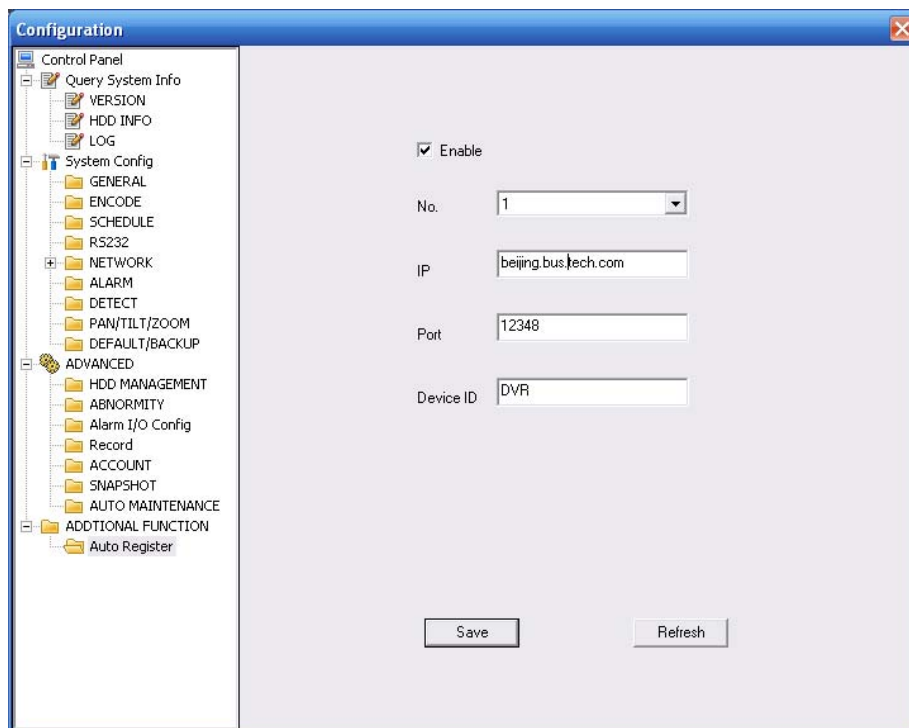 Configuration
Control Panel
Query System Info
VERSION
HDD INFO
LOG
System Config
GENERAL
ENCODE
SCHEDULE
RS232
NETWORK
ALARM
DETECT
PAN/TILT/ZOOM
DEFAULT/BACKUP
ADVANCED
HDD MANAGEMENT
ABNORMITY
Alarm I/O Config
Record
ACCOUNT
SNAPSHOT
AUTO MAINTENANCE
ADDTIONAL FUNCTION
Auto Register
Enable
No. 1
IP beijing.bus.tech.com
Port 12348
Device ID DVR
Save Refresh